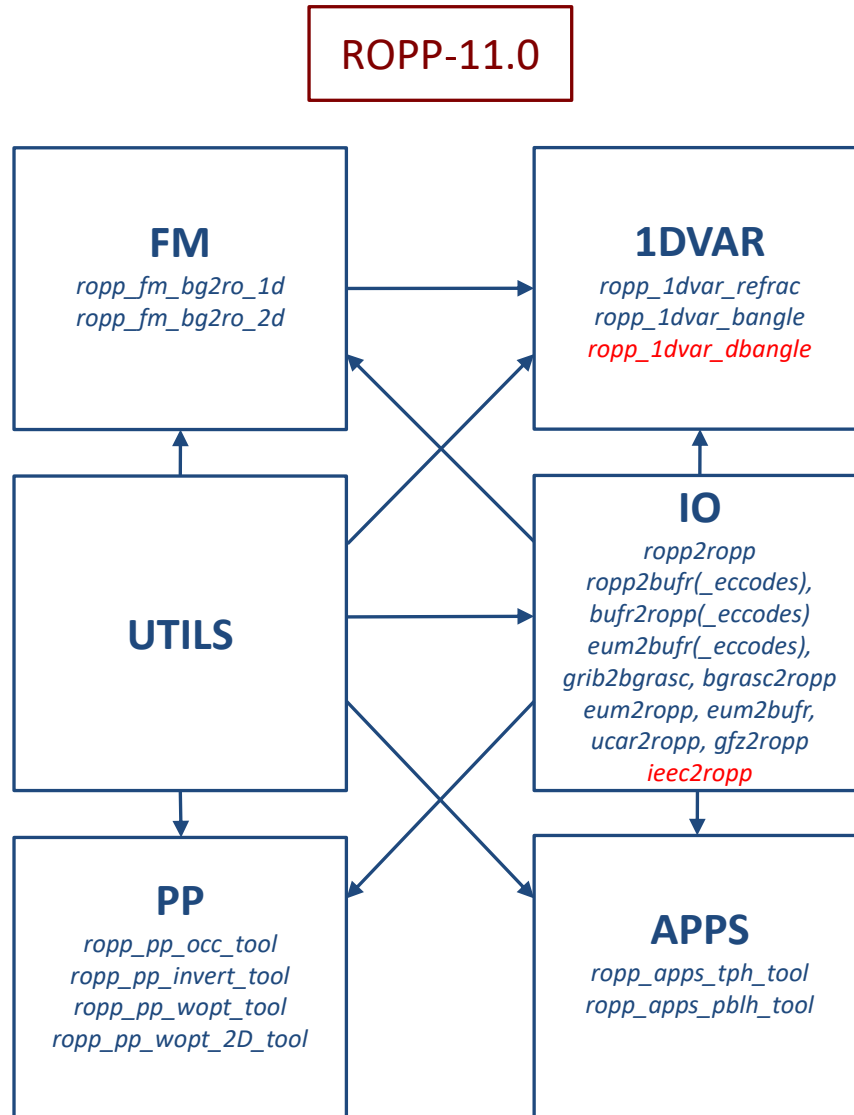 ROPP-11.0
FM
ropp_fm_bg2ro_1d
ropp_fm_bg2ro_2d
1DVAR
ropp_1dvar_refrac
ropp_1dvar_bangle
ropp_1dvar_dbangle
UTILS
IO
ropp2ropp
ropp2bufr(_eccodes),
bufr2ropp(_eccodes)
eum2bufr(_eccodes),
grib2bgrasc, bgrasc2ropp
eum2ropp, eum2bufr,
ucar2ropp, gfz2ropp
ieec2ropp
PP
ropp_pp_occ_tool
ropp_pp_invert_tool
ropp_pp_wopt_tool
ropp_pp_wopt_2D_tool
APPS
ropp_apps_tph_tool
ropp_apps_pblh_tool